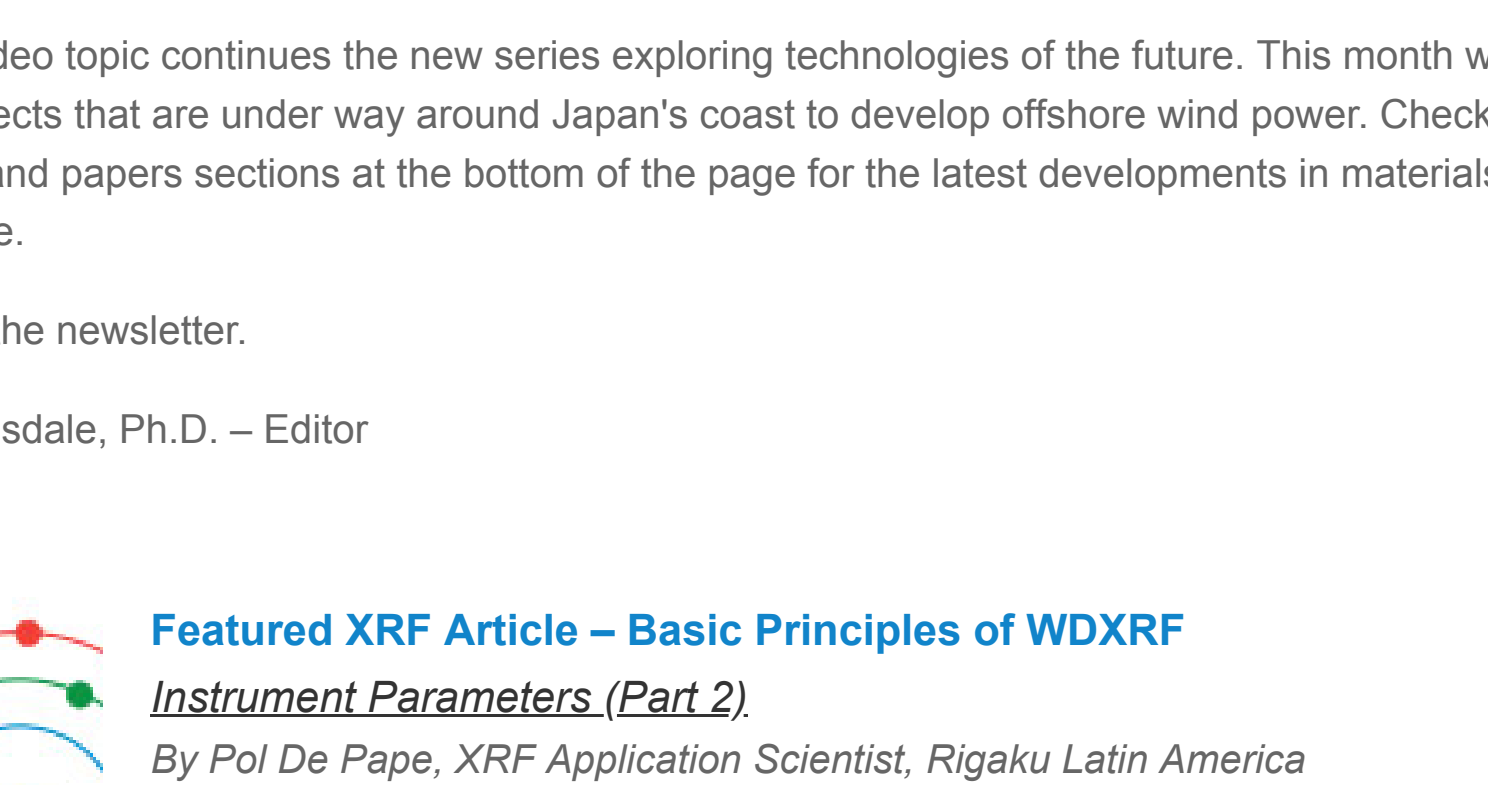 deo topic continues the new series exploring technologies of the future. This month w
ects that are under way around Japan's coast to develop offshore wind power. Check
and papers sections at the bottom of the page for the latest developments in materials
e.
he newsletter.
sdale, Ph.D. – Editor
Featured XRF Article – Basic Principles of WDXRF
Instrument Parameters (Part 2)
By Pol De Pape, XRF Application Scientist, Rigaku Latin America